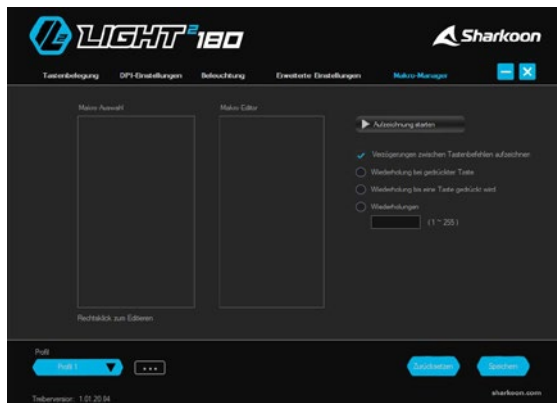 LIGHT² 180
Sharkoon
Tastenbelegung DPI-Einstellungen Beleuchtung Erweiterte Einstellungen Makro-Manager
Makro Auswahl Makro Editor
Aufzeichnung starten
Verzögerungen zwischen Tastenbefehlen aufzeichnen
Wiederholung bei gedrückter Taste
Wiederholung bis eine Taste gedrückt wird
Wiederholungen
(1 ~ 255)
Rechtsklick zum Editieren
Profil
Profil 1 ... Zurücksetzen Speichern
Treiberversion: 1.01.20.84
sharkoon.com